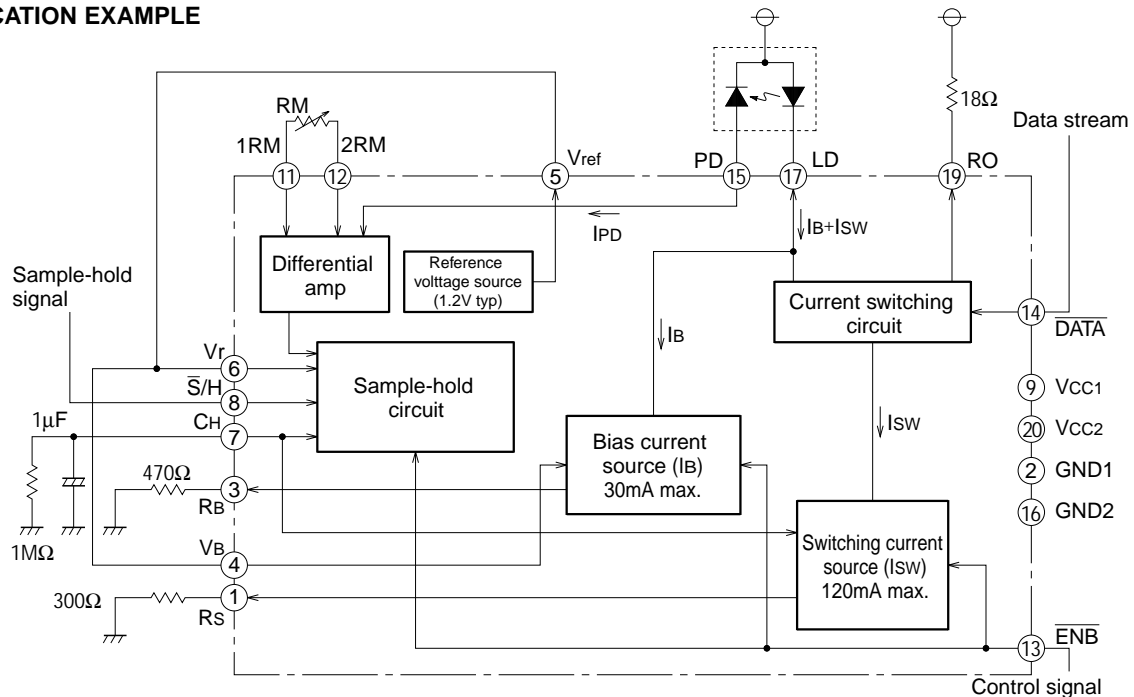 CATION EXAMPLE
RM
1RM
2RM
11
12
Vref
5
PD
15
LD
17
18Ω
RO
19
Data stream
IPD
IB+ISW
Differential
amp
Reference
volttage source
(1.2V typ)
Current switching
circuit
14
DATA
Sample-hold
signal
IB
Vr
6
S/H
8
CH
7
Sample-hold
circuit
9
VCC1
20
VCC2
2
GND1
16
GND2
1µF
1MΩ
470Ω
3
RB
Bias current
source (IB)
30mA max.
ISW
VB
4
300Ω
1
RS
Switching current
source (ISW)
120mA max.
13
ENB
Control signal